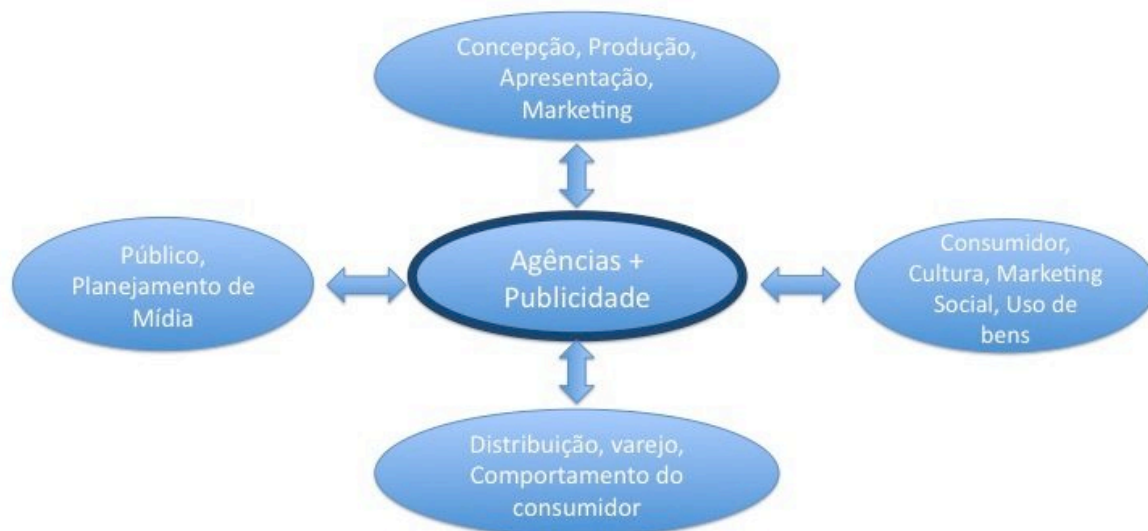 Concepção, Produção,
Apresentação,
Marketing
Público,
Planejamento de
Mídia
Agências +
Publicidade
Consumidor,
Cultura, Marketing
Social, Uso de
bens
Distribuição, varejo,
Comportamento do
consumidor